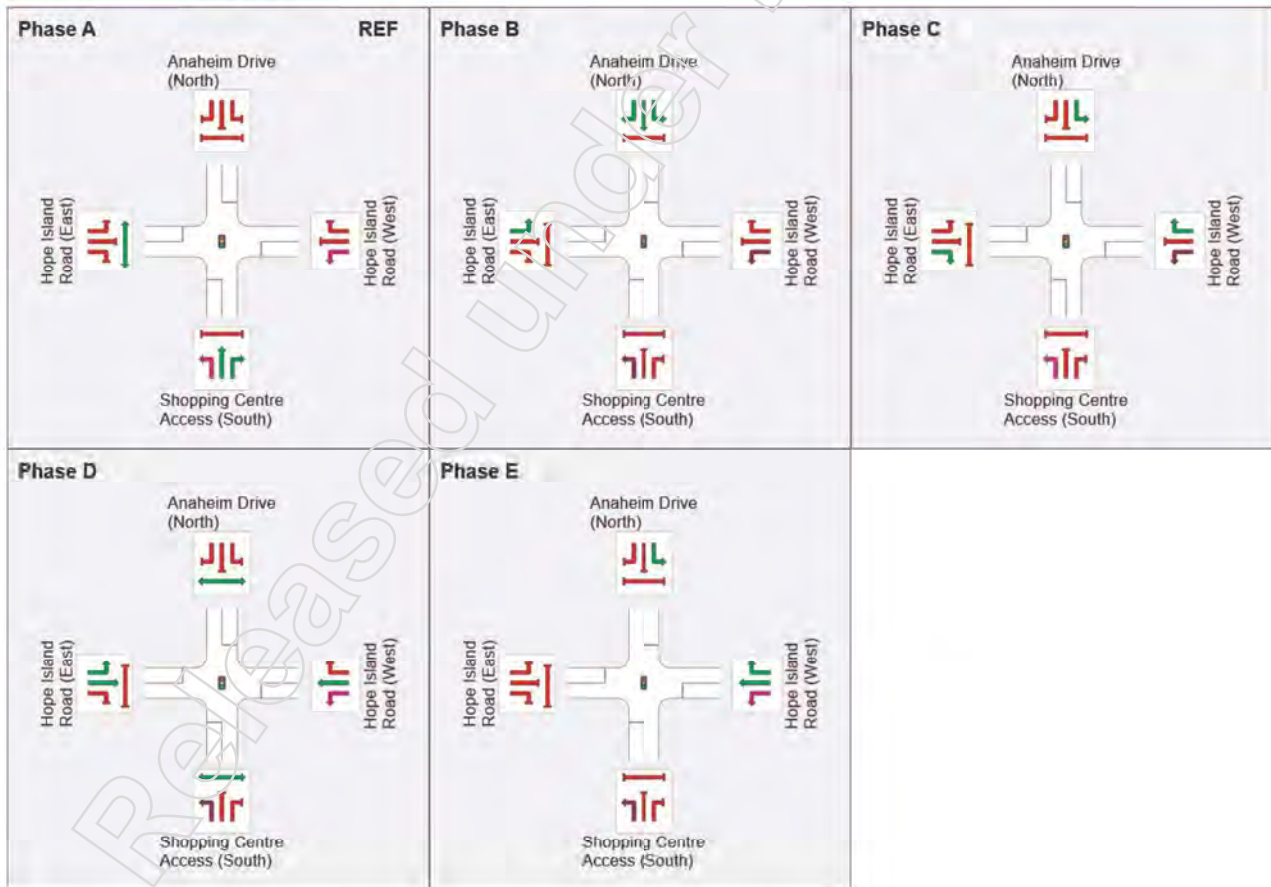 Phase A
REF
Anaheim Drive
(North)
Hope Island
Road (East)
Hope Island
Road (West)
Shopping Centre
Access (South)
Phase B
Anaheim Drive
(North)
Hope Island
Road (East)
Hope Island
Road (West)
Shopping Centre
Access (South)
Phase C
Anaheim Drive
(North)
Hope Island
Road (East)
Hope Island
Road (West)
Shopping Centre
Access (South)
Phase D
Anaheim Drive
(North)
Hope Island
Road (East)
Hope Island
Road (West)
Shopping Centre
Access (South)
Phase E
Anaheim Drive
(North)
Hope Island
Road (East)
Hope Island
Road (West)
Shopping Centre
Access (South)
Released under